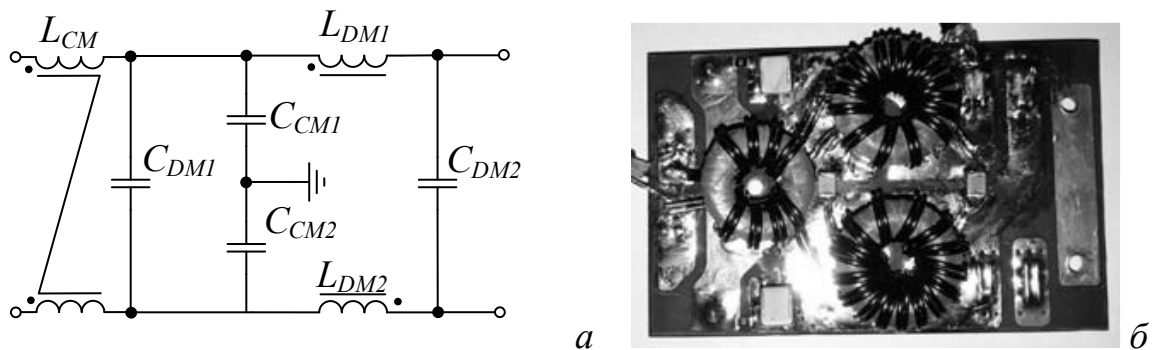 L_CM
L_DM1
C_CM1
C_DM1
C_DM2
C_CM2
L_DM2
а
б